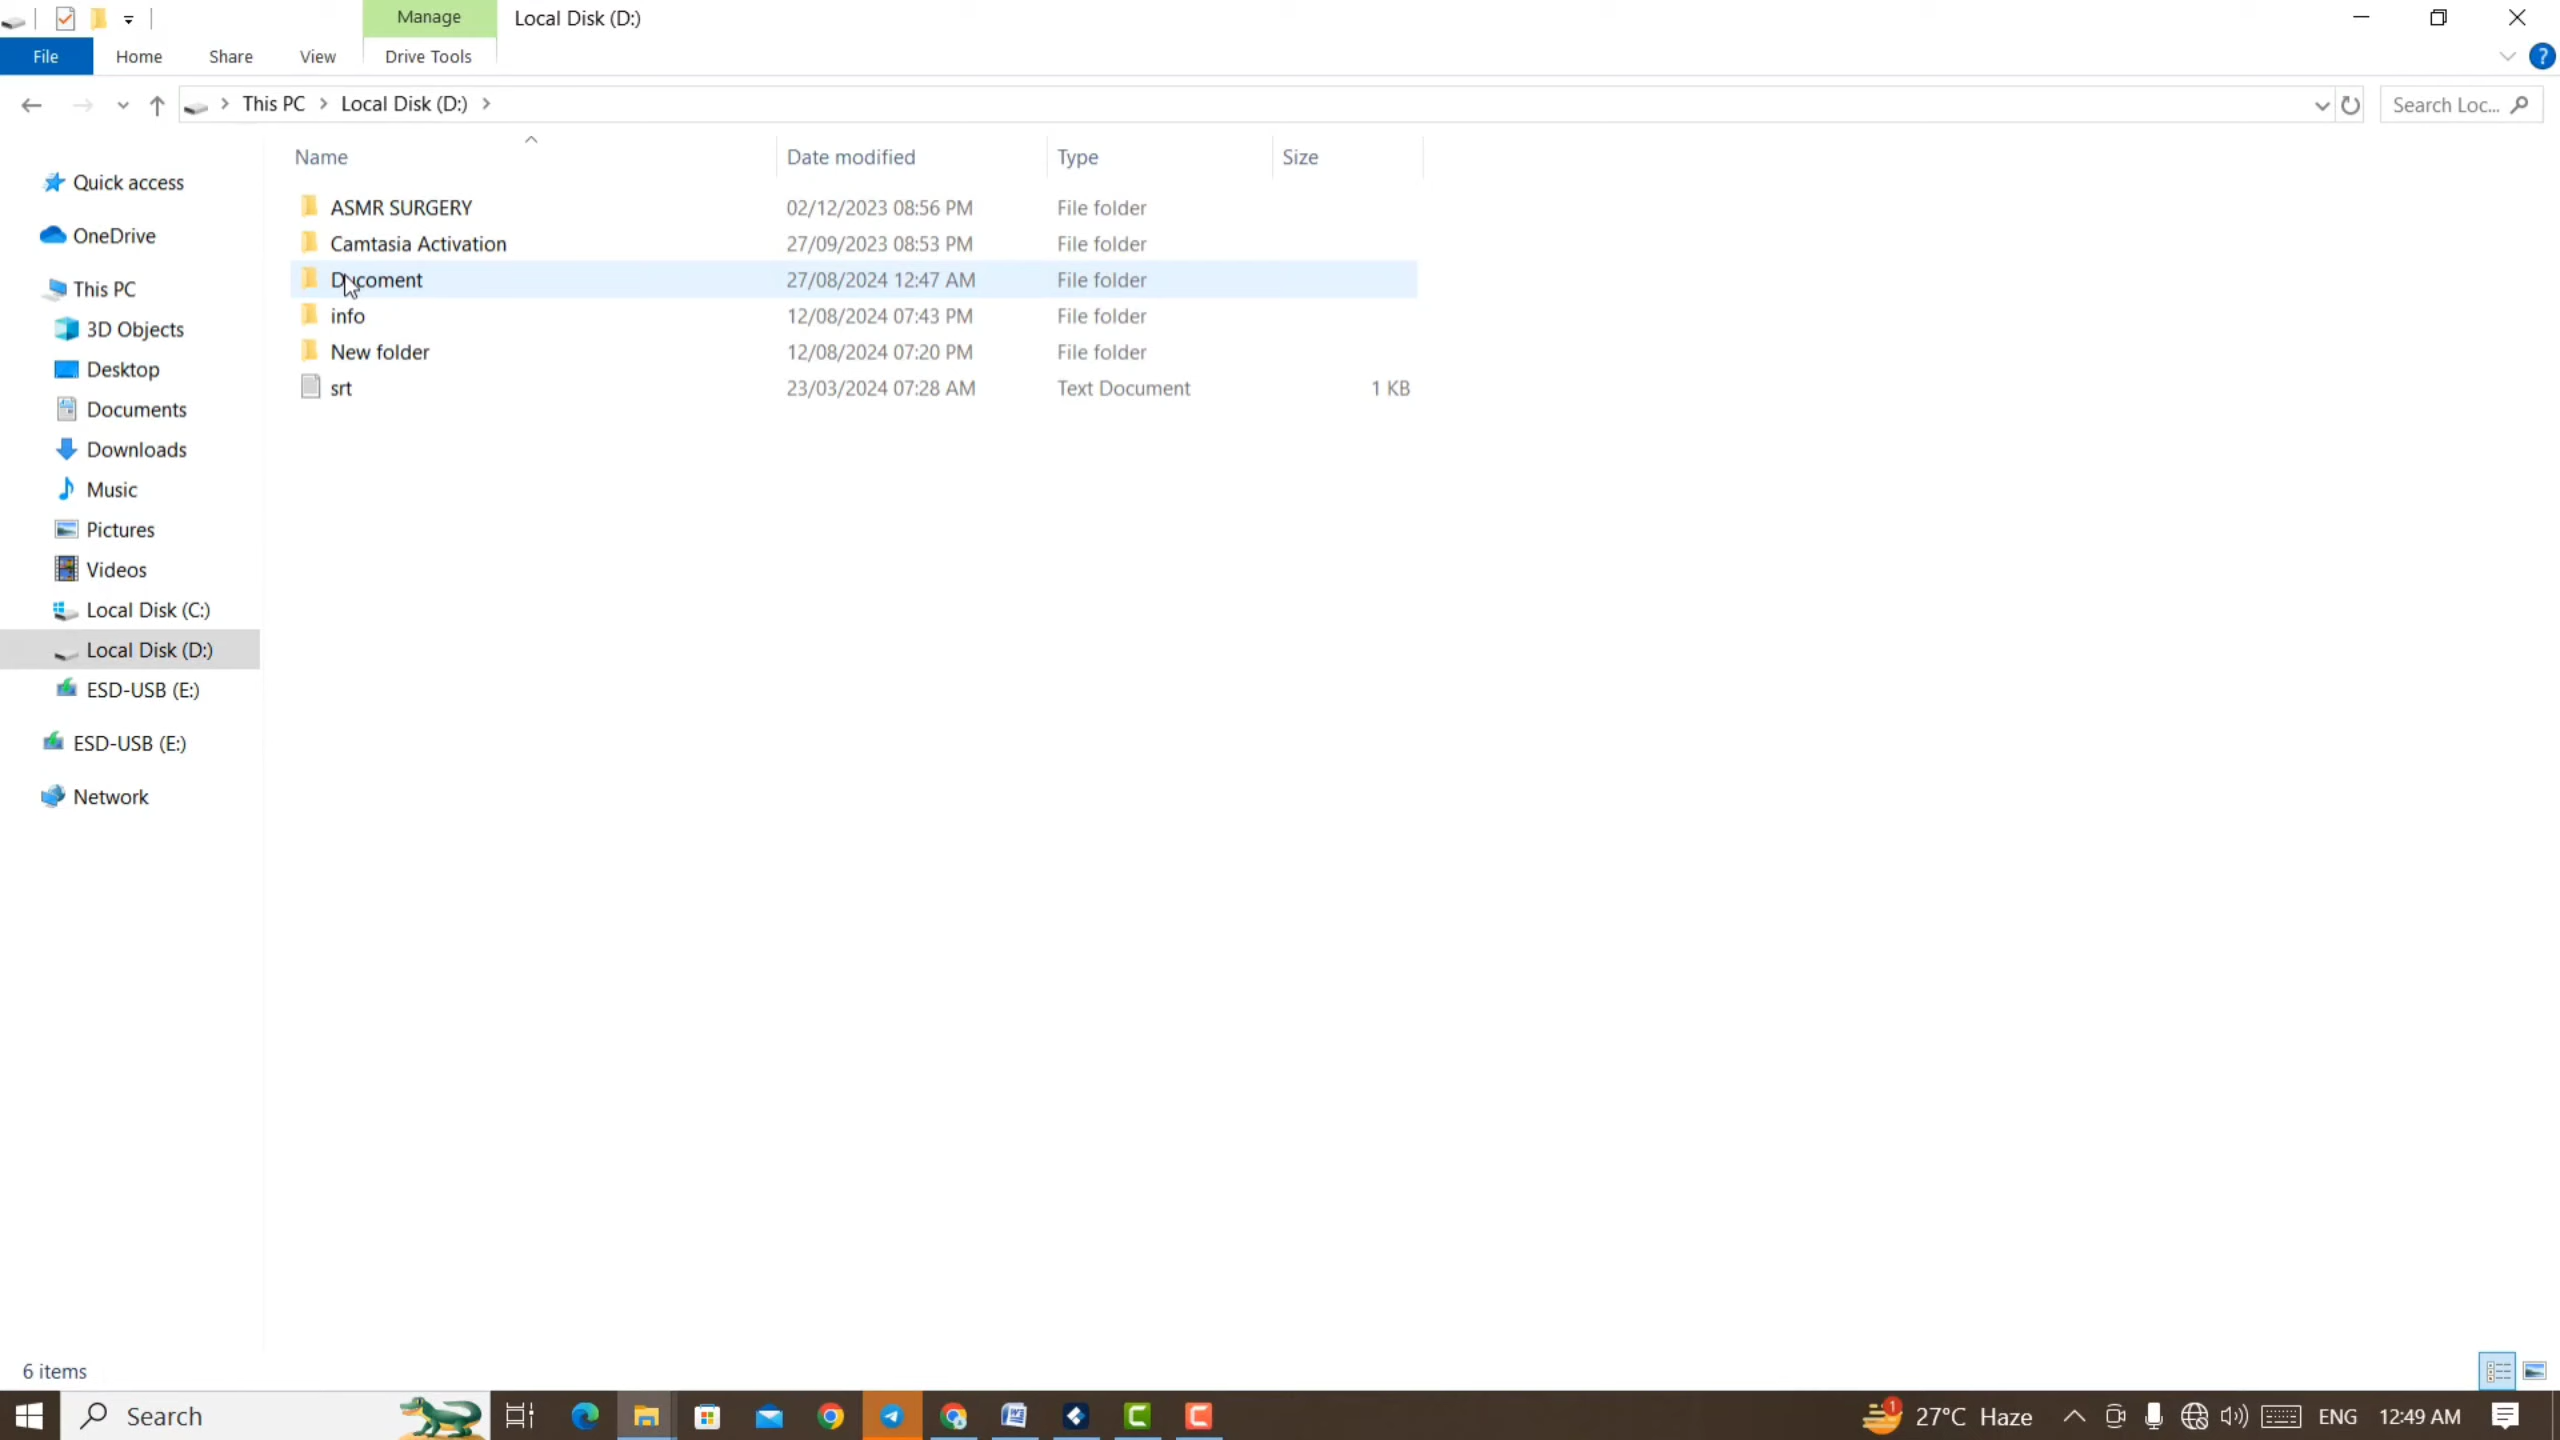 Manage
Local Disk (D:)
File
Home
Share
View
Drive Tools
?
This PC
Local Disk (D:)
Search Loc...
Name
Date modified
Type
Size
Quick access
OneDrive
This PC
3D Objects
Desktop
Documents
Downloads
Music
Pictures
Videos
Local Disk (C:)
Local Disk (D:)
ESD-USB (E:)
ESD-USB (E:)
Network
ASMR SURGERY 02/12/2023 08:56 PM File folder
Camtasia Activation 27/09/2023 08:53 PM File folder
Ducoment 27/08/2024 12:47 AM File folder
info 12/08/2024 07:43 PM File folder
New folder 12/08/2024 07:20 PM File folder
srt 23/03/2024 07:28 AM Text Document 1 KB
6 items
Search
1
27°C Haze
ENG
12:49 AM